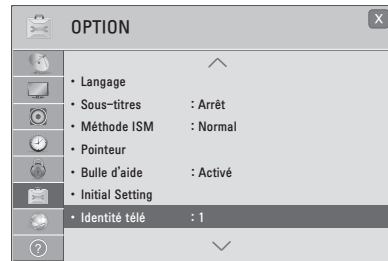 OPTION
X
• Langage
• Sous-titres : Arrêt
• Méthode ISM : Normal
• Pointeur
• Bulle d'aide : Activé
• Initial Setting
• Identité télé : 1
?